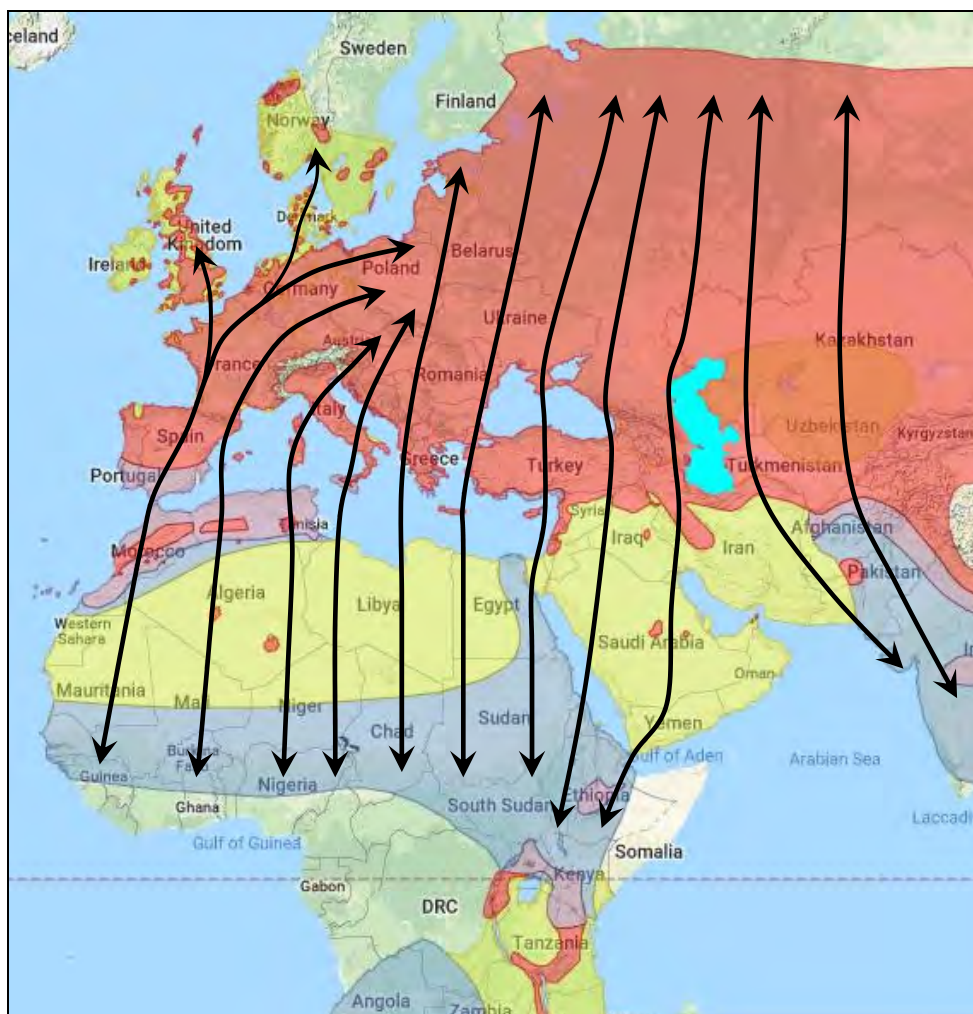 celand
Sweden
Finland
Norway
Denmark
United
Kingdom
Ireland
Belarus
Poland
Germany
Ukraine
Austria
France
Kazakhstan
Romania
Italy
Uzbekistan
Kyrgyzstan
Spain
Greece
Turkey
Turkmenistan
Portugal
Syria
Tunisia
Afghanistan
Morocco
Iraq
Iran
Pakistan
Algeria
Libya
Egypt
Western
Sahara
Saudi Arabia
Oman
Mauritania
Mali
Niger
Sudan
Chad
Yemen
Gulf of Aden
Arabian Sea
Burkina
Faso
Guinea
Nigeria
Ethiopia
Ghana
South Sudan
Laccadi
Gulf of Guinea
Somalia
Kenya
Gabon
DRC
Tanzania
Angola
Zambia